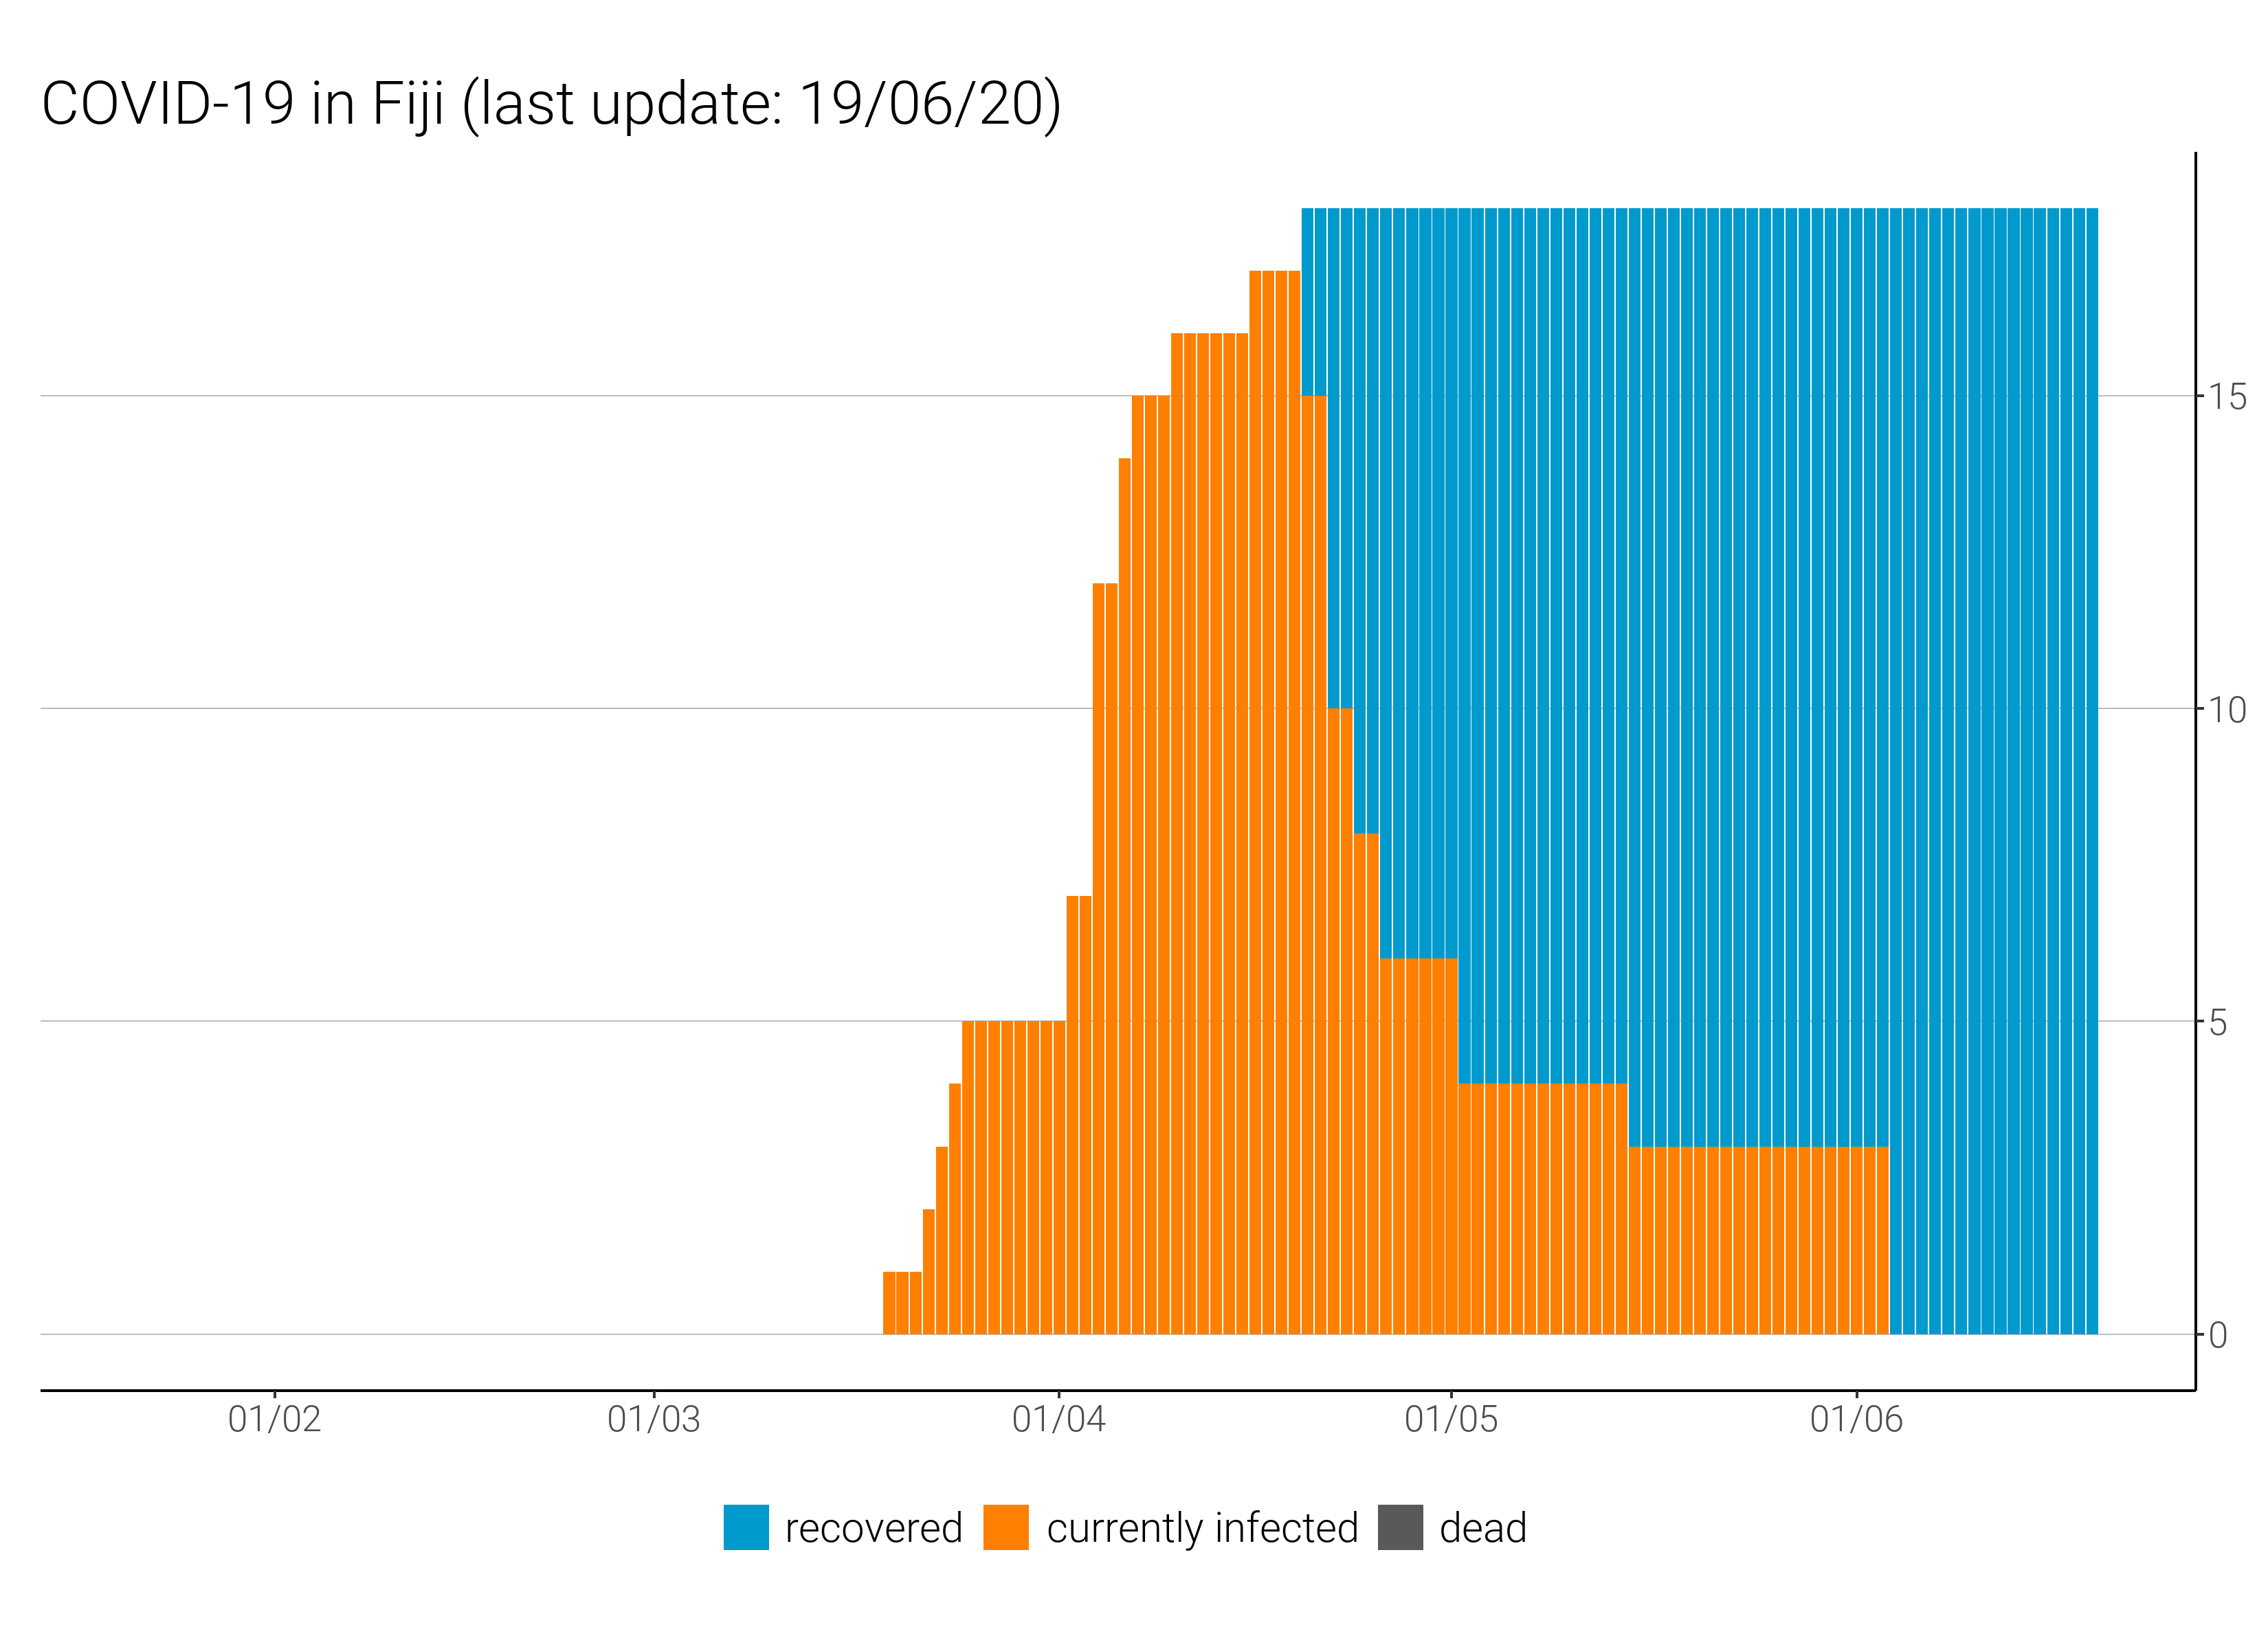 COVID-19 in Fiji (last update: 19/06/20)
15
10
5
0
01/02 01/03 01/04 01/05 01/06
recovered currently infected dead